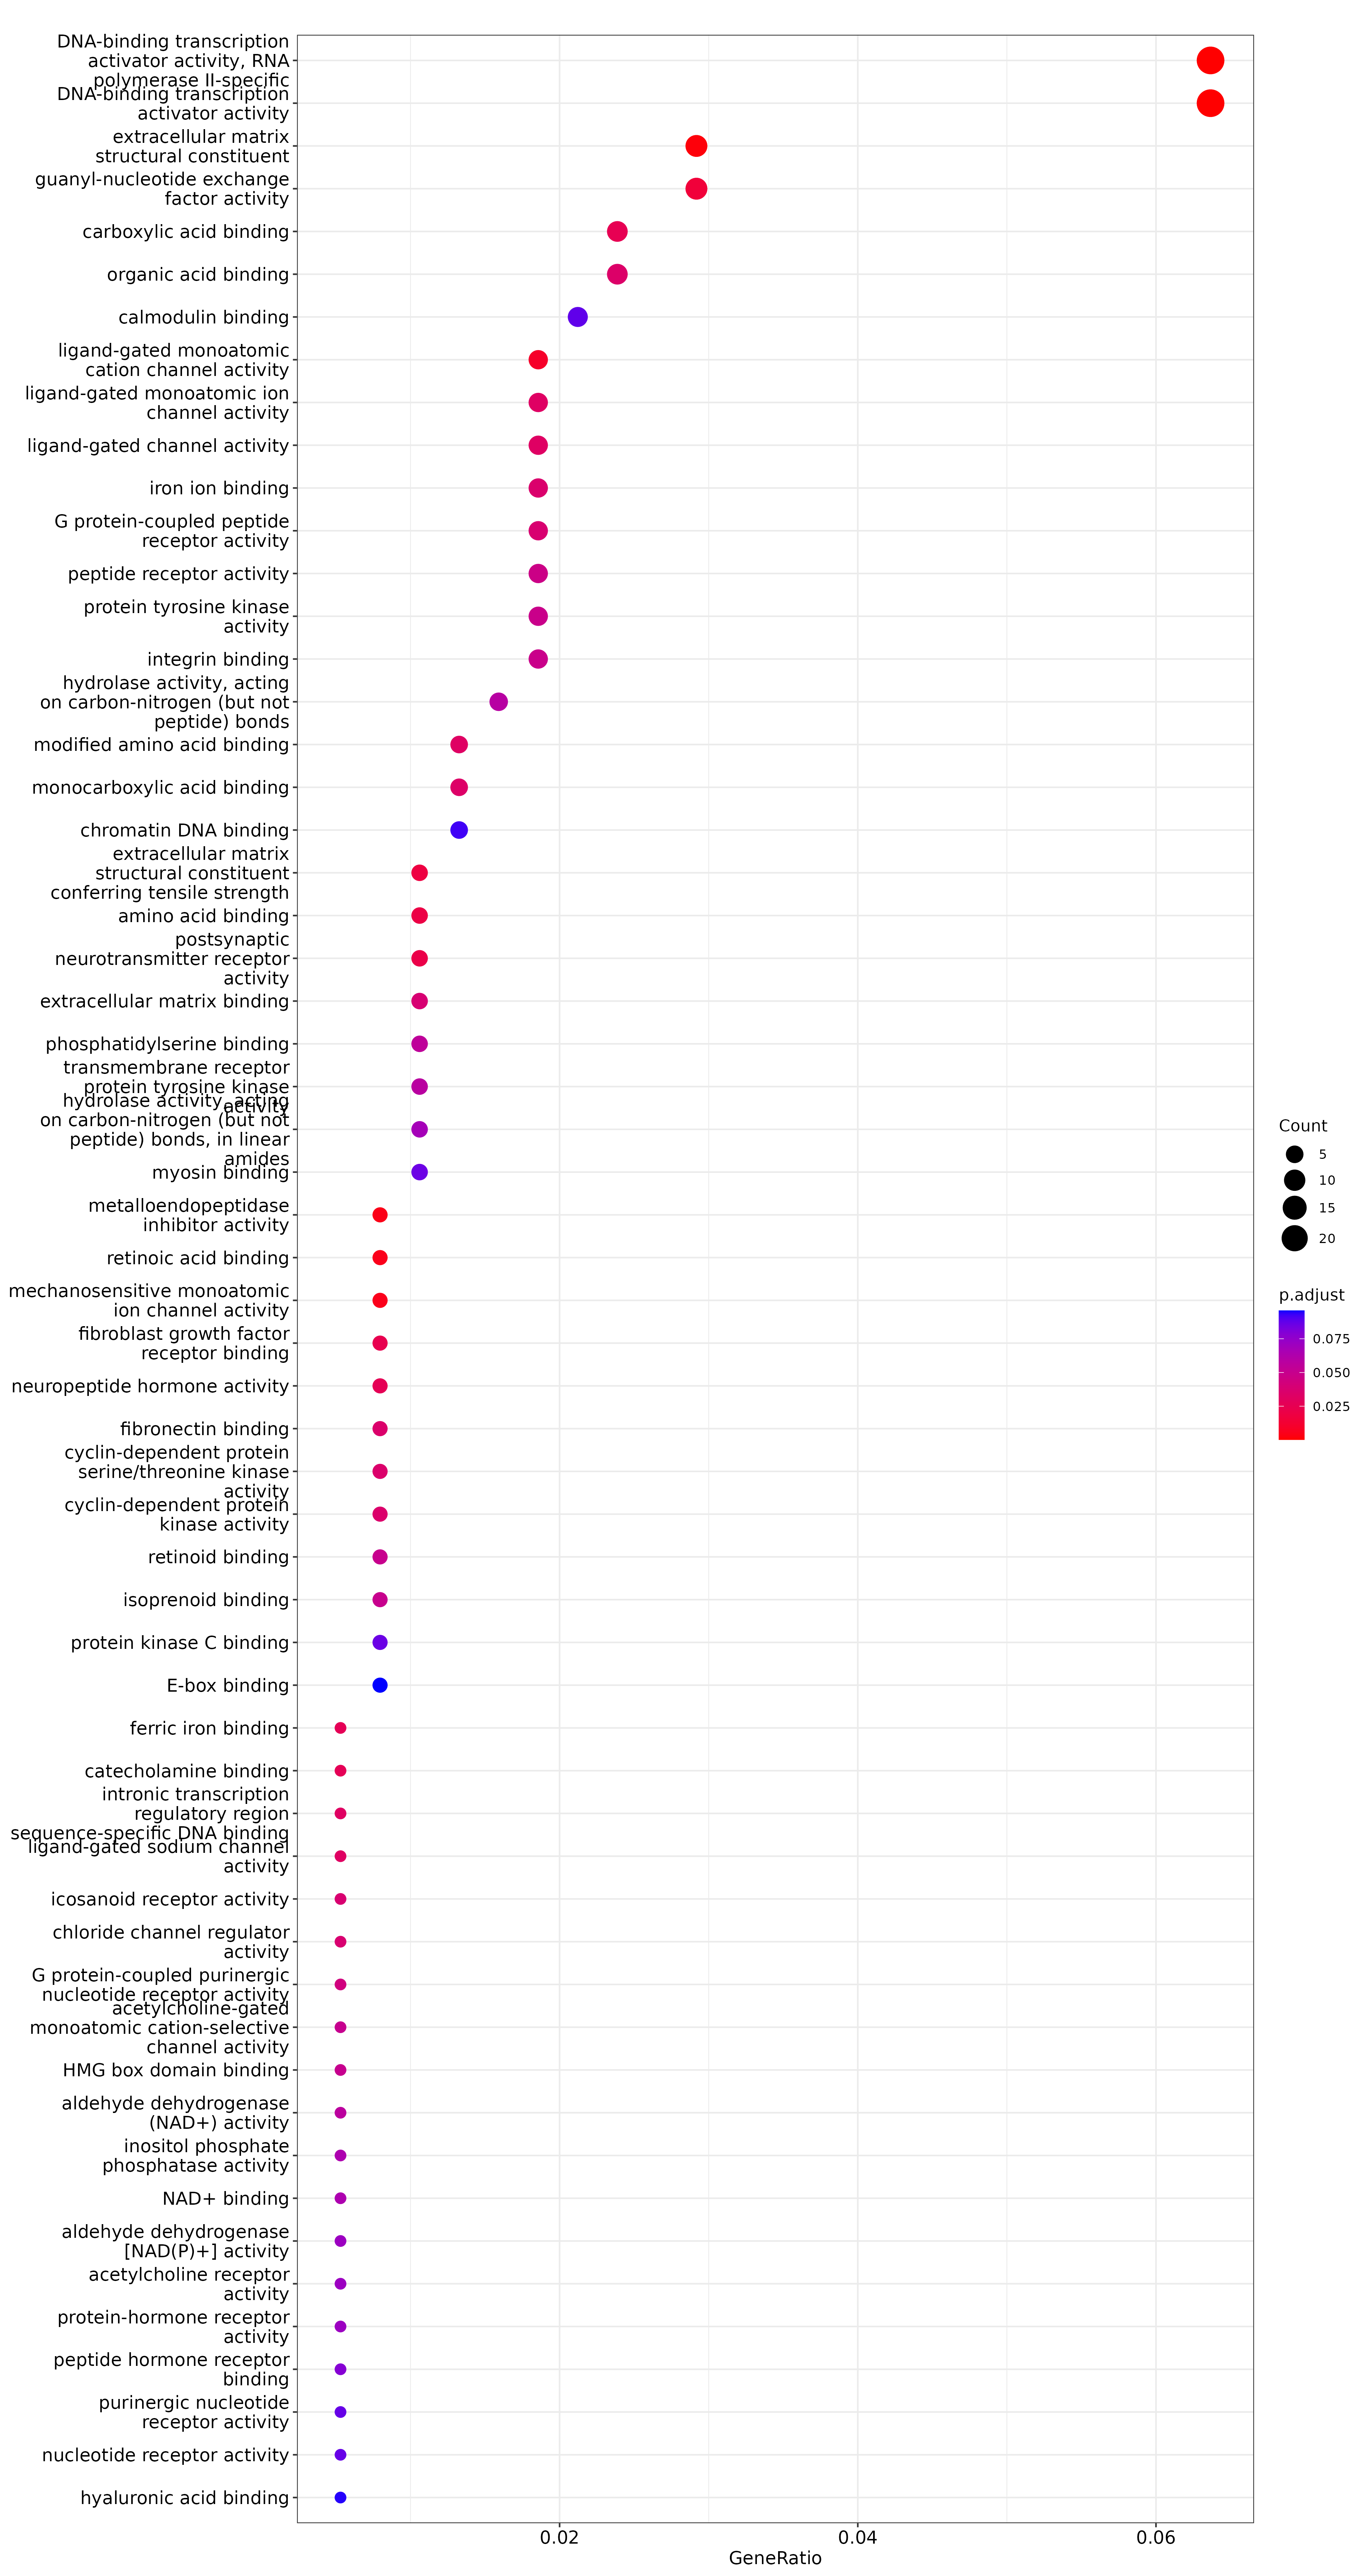 DNA-binding transcription
activator activity, RNA
polymerase II-specific
DNA-binding transcription
activator activity
extracellular matrix
structural constituent
guanyl-nucleotide exchange
factor activity
carboxylic acid binding
organic acid binding
calmodulin binding
ligand-gated monoatomic
cation channel activity
ligand-gated monoatomic ion
channel activity
ligand-gated channel activity
iron ion binding
G protein-coupled peptide
receptor activity
peptide receptor activity
protein tyrosine kinase
activity
integrin binding
hydrolase activity, acting
on carbon-nitrogen (but not
peptide) bonds
modified amino acid binding
monocarboxylic acid binding
chromatin DNA binding
extracellular matrix
structural constituent
conferring tensile strength
amino acid binding
postsynaptic
neurotransmitter receptor
activity
extracellular matrix binding
phosphatidylserine binding
transmembrane receptor
protein tyrosine kinase
activity
hydrolase activity, acting
on carbon-nitrogen (but not
peptide) bonds, in linear
amides
myosin binding
metalloendopeptidase
inhibitor activity
retinoic acid binding
mechanosensitive monoatomic
ion channel activity
fibroblast growth factor
receptor binding
neuropeptide hormone activity
fibronectin binding
cyclin-dependent protein
serine/threonine kinase
activity
cyclin-dependent protein
kinase activity
retinoid binding
isoprenoid binding
protein kinase C binding
E-box binding
ferric iron binding
catecholamine binding
intronic transcription
regulatory region
sequence-specific DNA binding
ligand-gated sodium channel
activity
icosanoid receptor activity
chloride channel regulator
activity
G protein-coupled purinergic
nucleotide receptor activity
acetylcholine-gated
monoatomic cation-selective
channel activity
HMG box domain binding
aldehyde dehydrogenase
(NAD+) activity
inositol phosphate
phosphatase activity
NAD+ binding
aldehyde dehydrogenase
[NAD(P)+] activity
acetylcholine receptor
activity
protein-hormone receptor
activity
peptide hormone receptor
binding
purinergic nucleotide
receptor activity
nucleotide receptor activity
hyaluronic acid binding
0.02
0.04
0.06
GeneRatio
Count
5
10
15
20
p.adjust
0.075
0.050
0.025